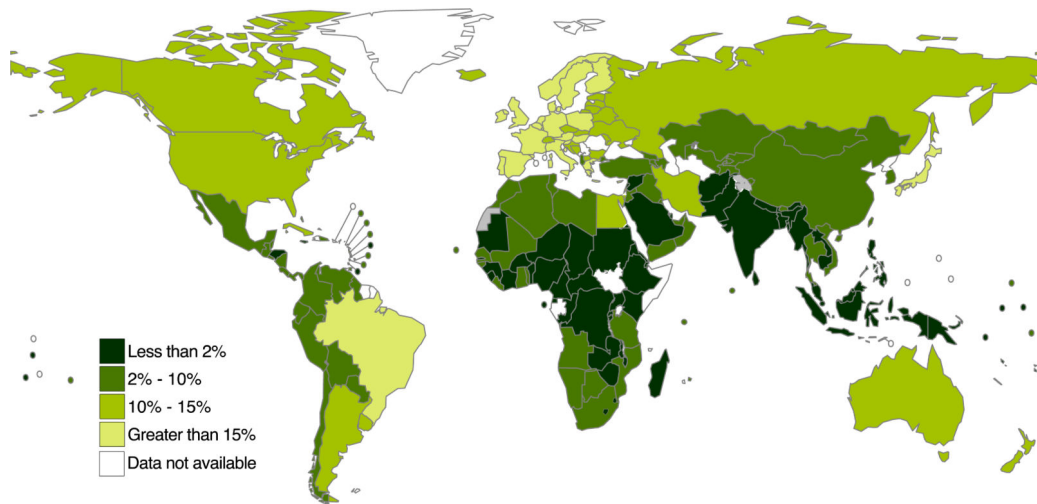 Less than 2%
2% - 10%
10% - 15%
Greater than 15%
Data not available